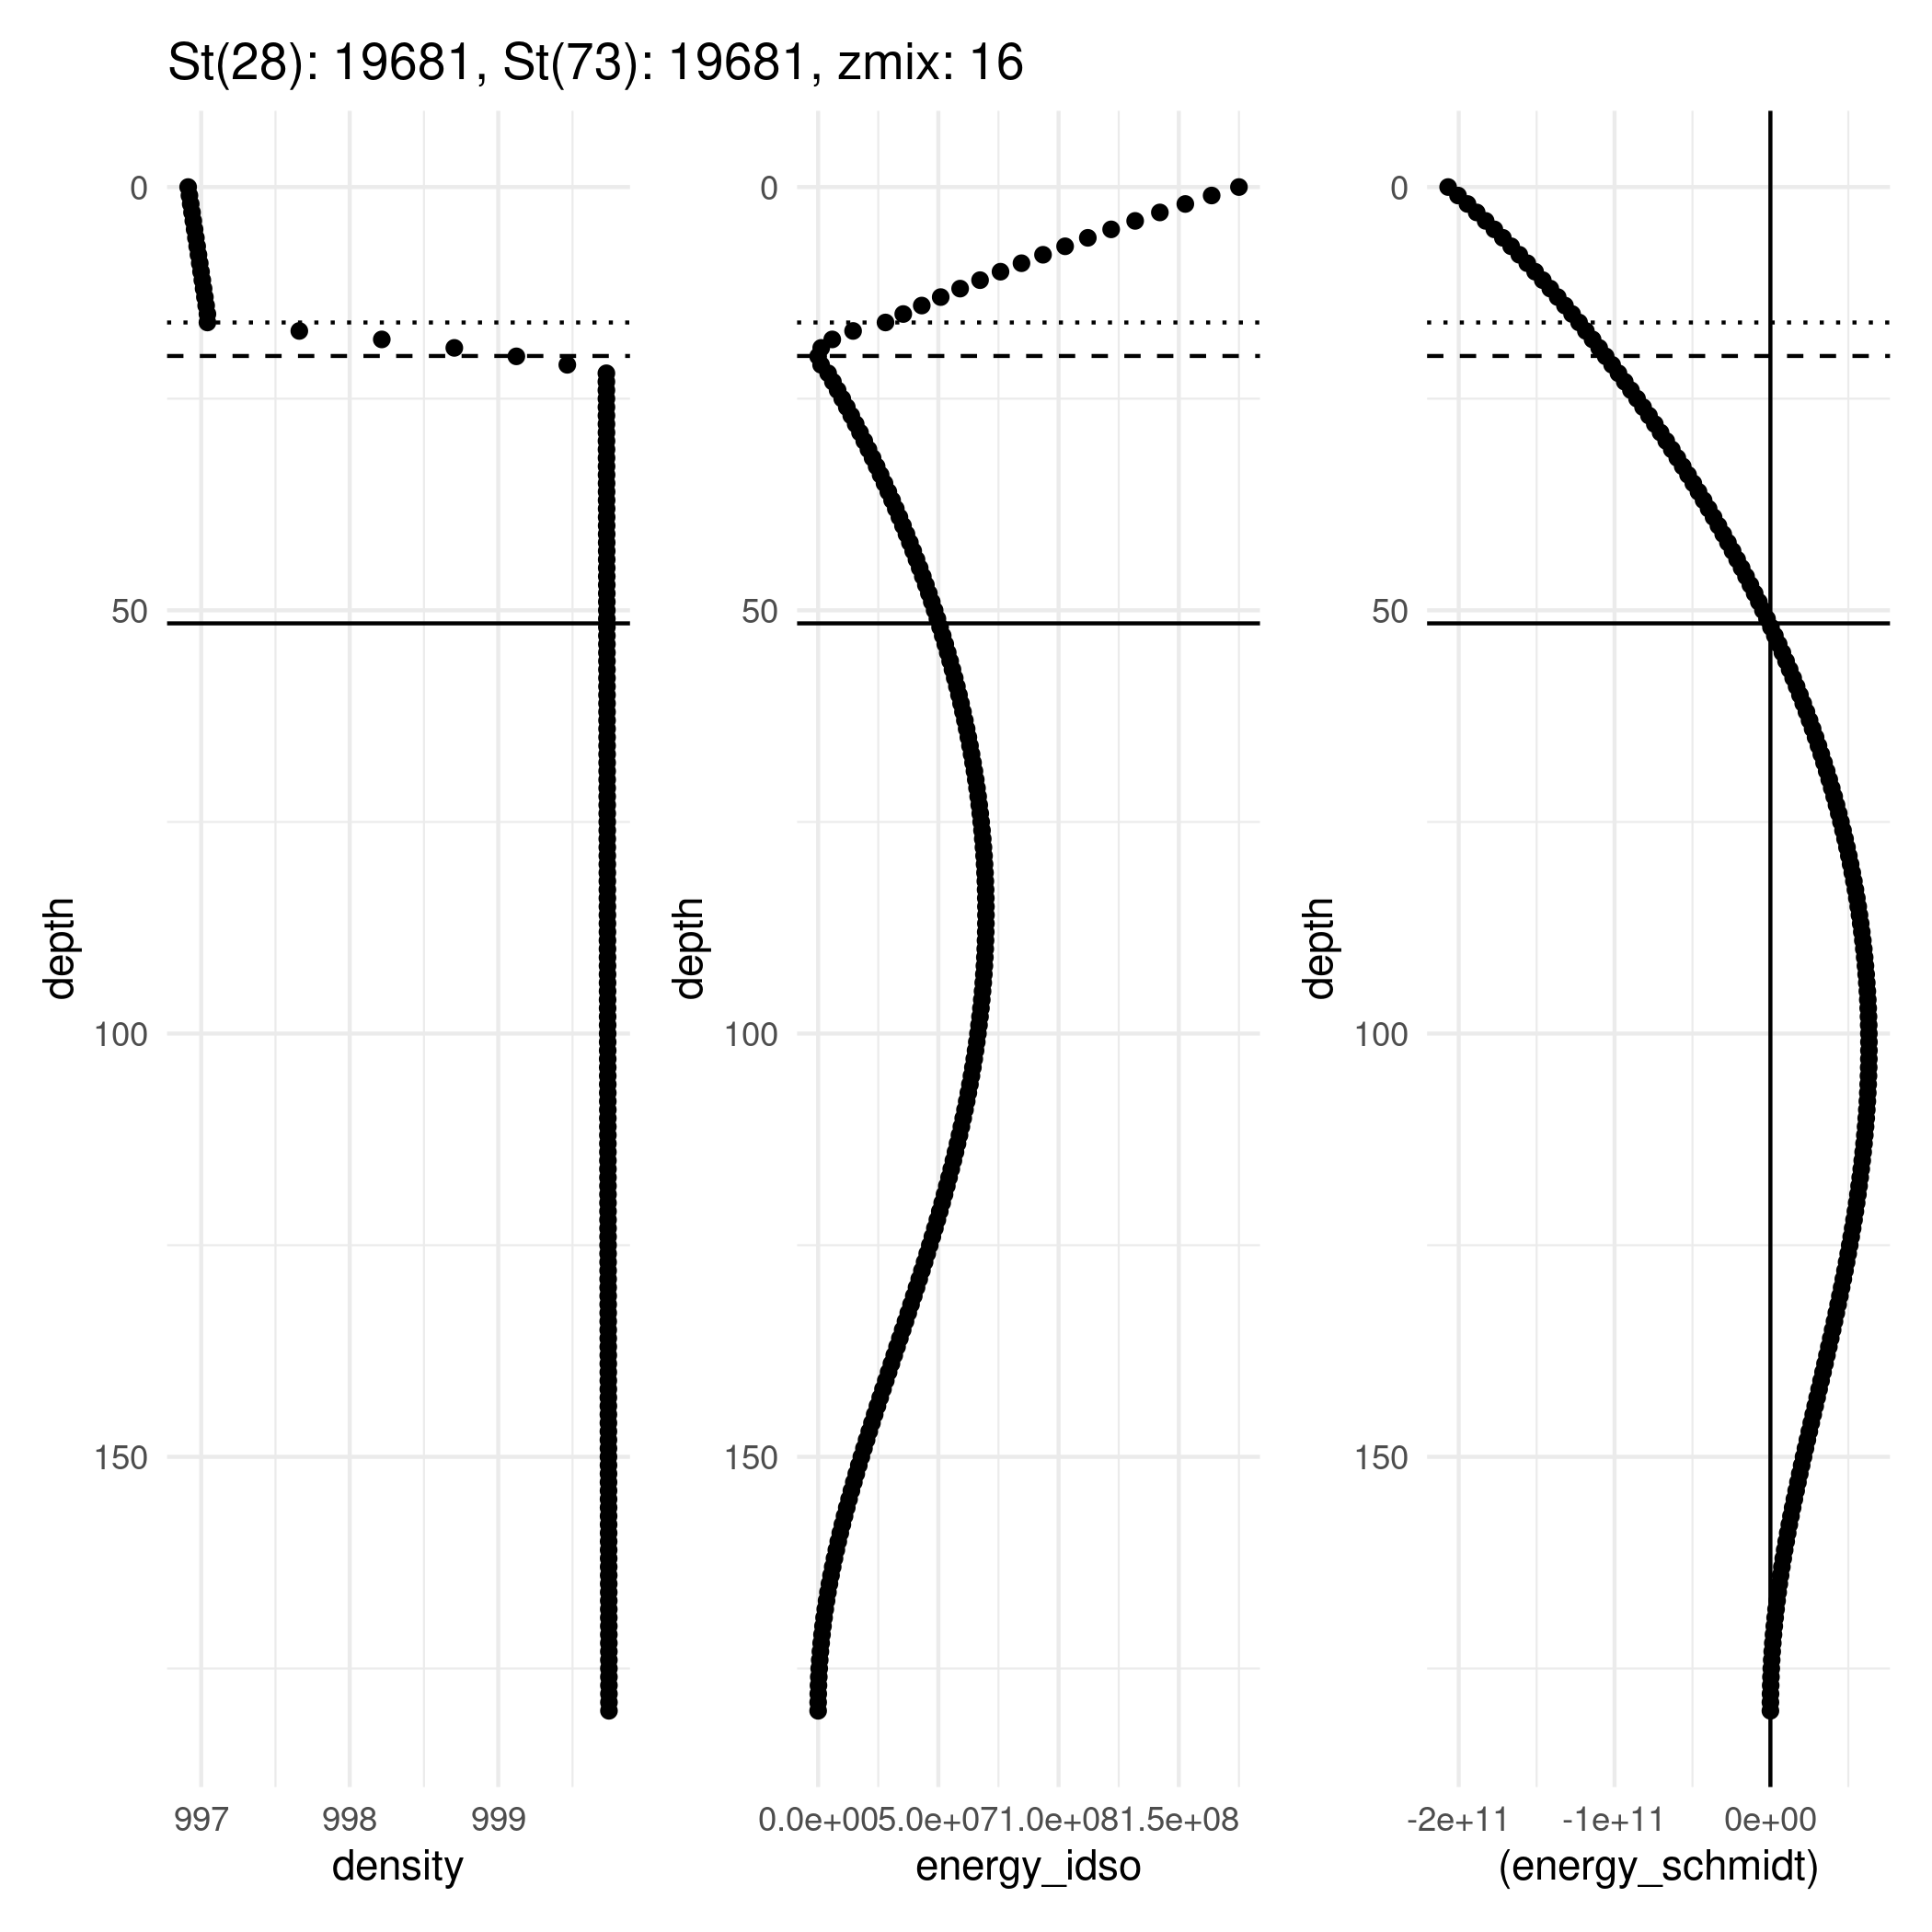 St(28): 19681, St(73): 19681, zmix: 16
0
50
100
150
depth
997 998 999
density
0
50
100
150
depth
0.0e+005.0e+071.0e+081.5e+08
energy_idso
0
50
100
150
depth
-2e+11 -1e+11 0e+00
(energy_schmidt)